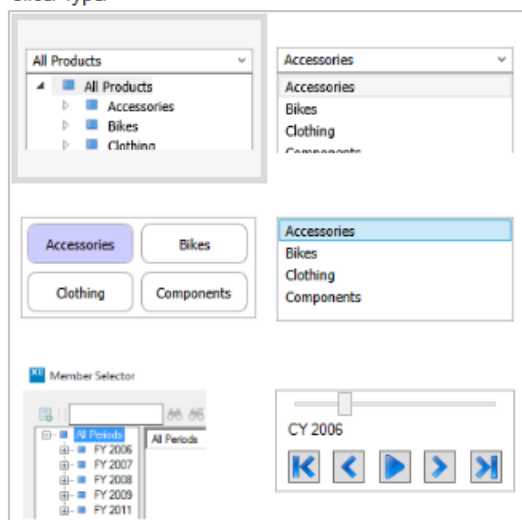 All Products
All Products
Accessories
Bikes
Clothing
Accessories
Accessories
Bikes
Clothing
Components
Accessories
Bikes
Clothing
Components
Accessories
Bikes
Clothing
Components
Member Selector
All Periods
FY 2006
FY 2007
FY 2008
FY 2009
FY 2011
All Periods
CY 2006